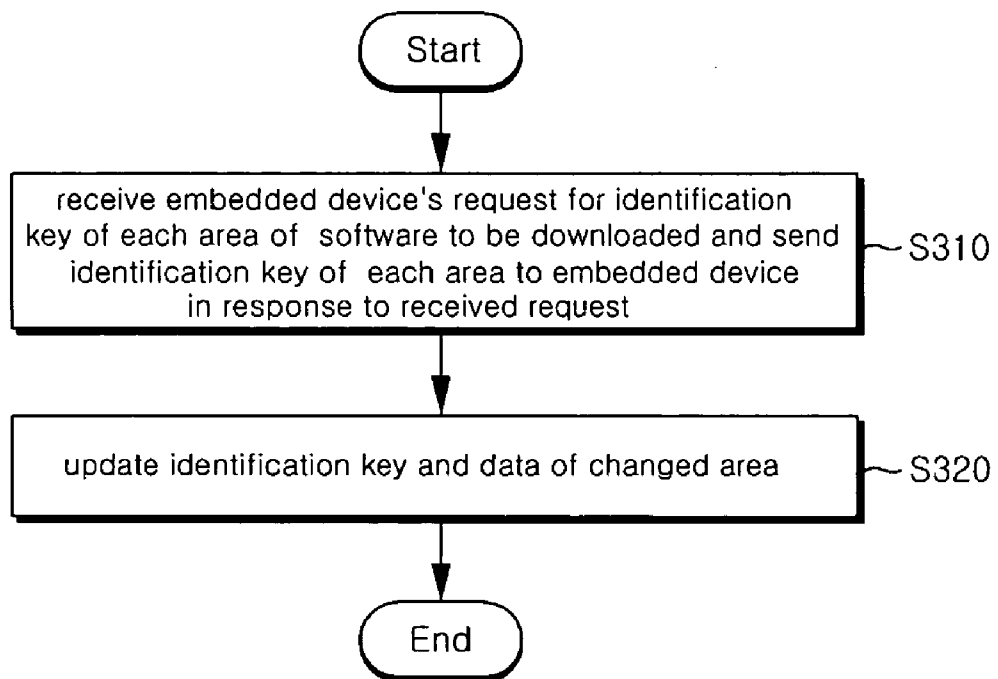 Start
receive embedded device's request for identification
key of each area of software to be downloaded and send
identification key of each area to embedded device
in response to received request
S310
update identification key and data of changed area
S320
End